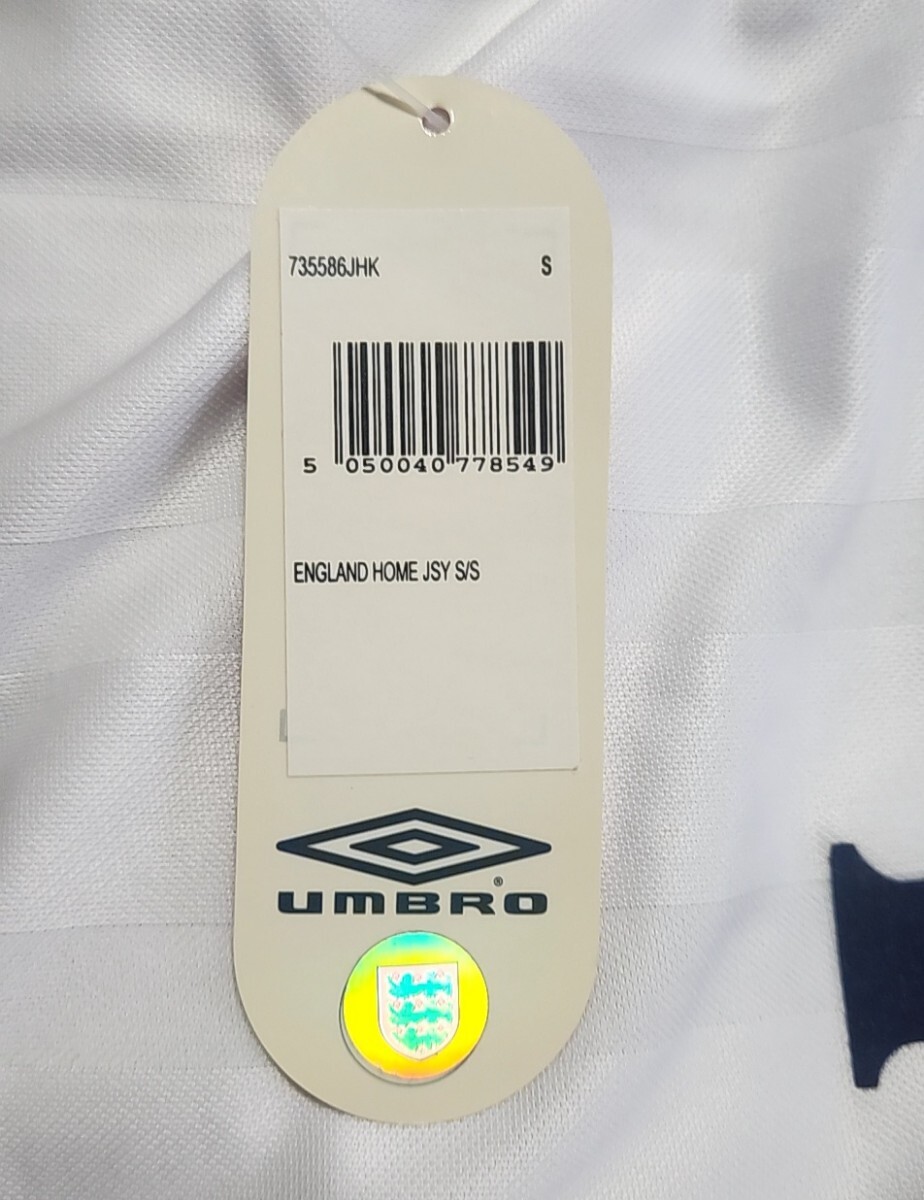 735586JHK S
5 050040 778549
ENGLAND HOME JSY S/S
UMBRO®